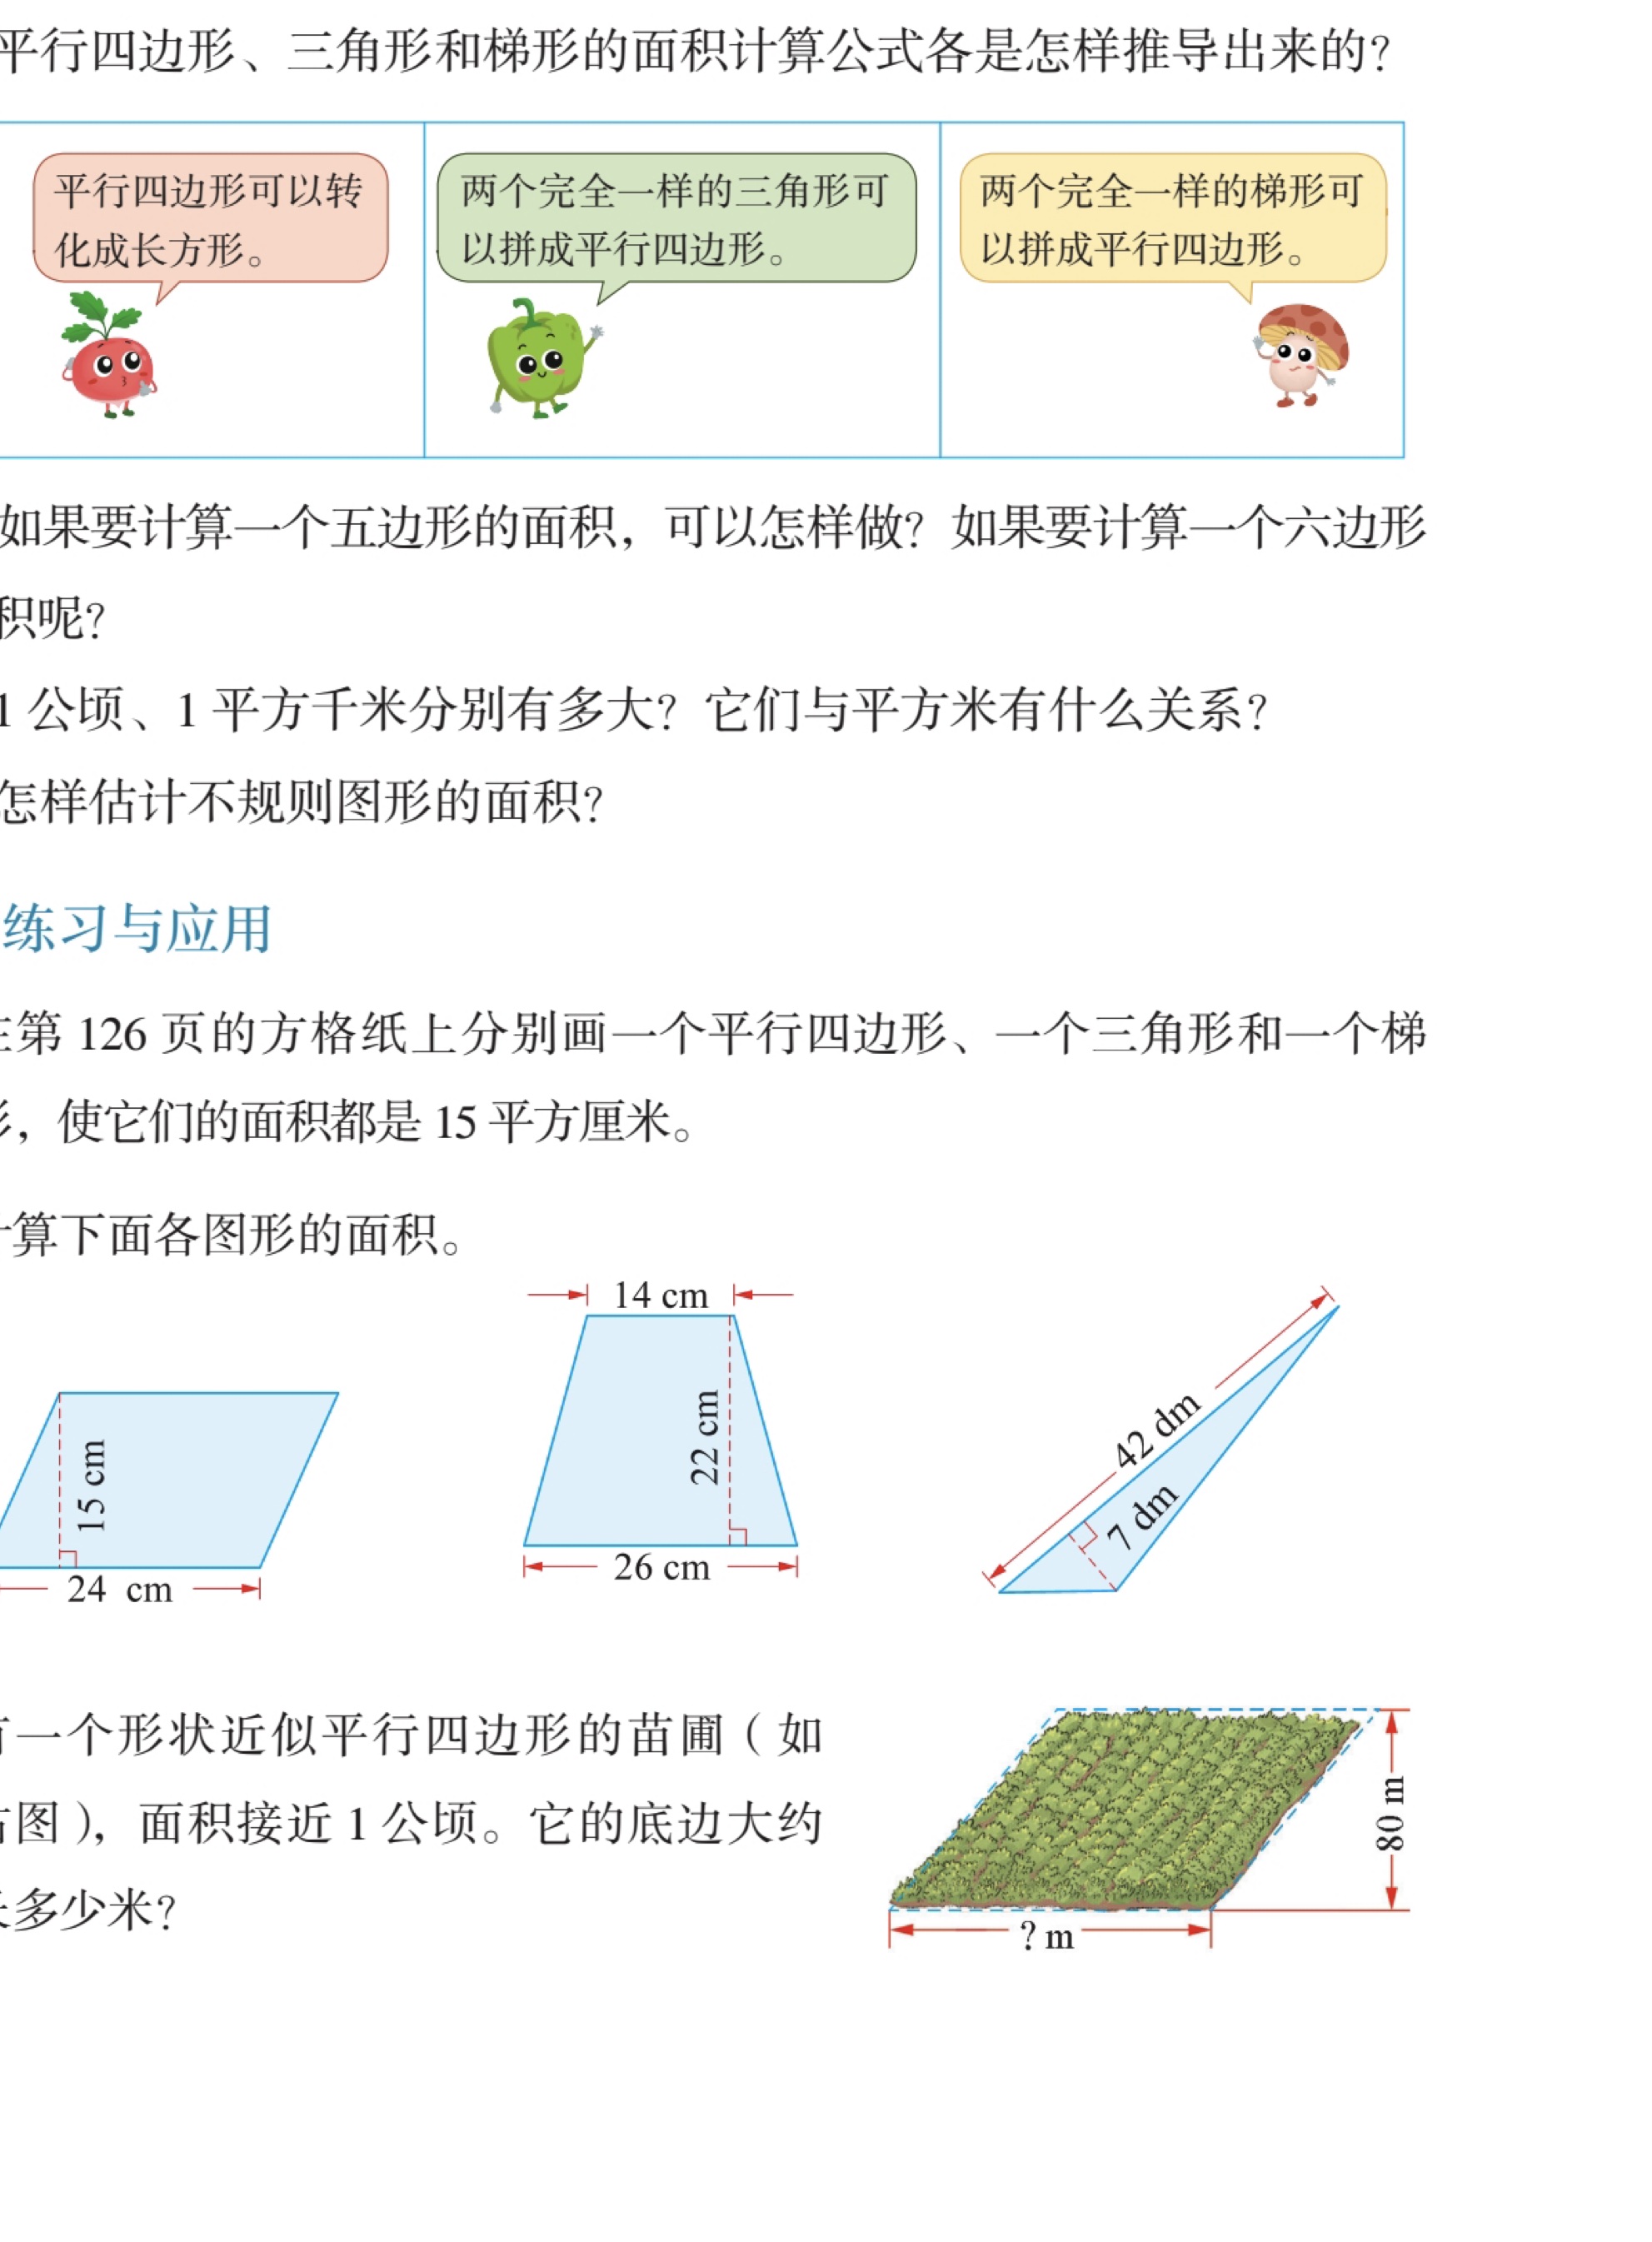 平行四边形、三角形和梯形的面积计算公式各是怎样推导出来的？
平行四边形可以转
化成长方形。
两个完全一样的三角形可
以拼成平行四边形。
两个完全一样的梯形可
以拼成平行四边形。
如果要计算一个五边形的面积，可以怎样做？如果要计算一个六边形
积呢？
1 公顷、1 平方千米分别有多大？它们与平方米有什么关系？
怎样估计不规则图形的面积？
练习与应用
第 126 页的方格纸上分别画一个平行四边形、一个三角形和一个梯
，使它们的面积都是 15 平方厘米。
算下面各图形的面积。
15 cm
24 cm
14 cm
22 cm
26 cm
42 dm
7 dm
一个形状近似平行四边形的苗圃（如
图），面积接近 1 公顷。它的底边大约
多少米？
80 m
? m